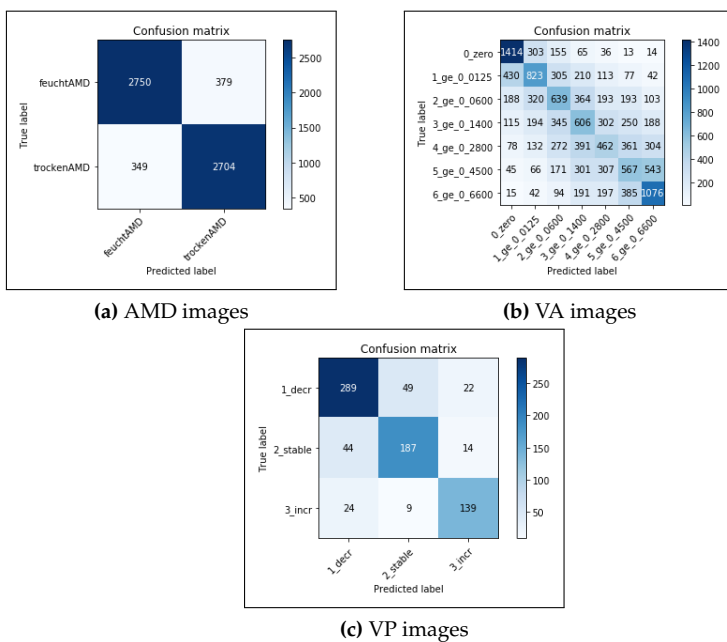 Confusion matrix
True label
feuchtAMD
trockenAMD
2750 379
349 2704
feuchtAMD
trockenAMD
Predicted label
2500
2000
1500
1000
500
(a) AMD images
Confusion matrix
True label
0_zero
1_ge_0_0125
2_ge_0_0600
3_ge_0_1400
4_ge_0_2800
5_ge_0_4500
6_ge_0_6600
1414 303 155 65 36 13 14
430 823 305 210 113 77 42
188 320 639 364 193 193 103
115 194 345 606 302 250 188
78 132 272 391 462 361 304
45 66 171 301 307 567 543
15 42 94 191 197 385 1076
0_zero
1_ge_0_0125
2_ge_0_0600
3_ge_0_1400
4_ge_0_2800
5_ge_0_4500
6_ge_0_6600
Predicted label
1400
1200
1000
800
600
400
200
(b) VA images
Confusion matrix
True label
1_decr
2_stable
3_incr
289 49 22
44 187 14
24 9 139
1_decr
2_stable
3_incr
Predicted label
250
200
150
100
50
(c) VP images